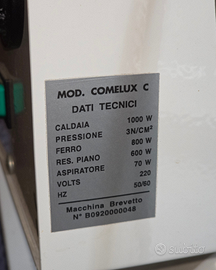 MOD. COMELUX C
DATI TECNICI
CALDAIA 1000 W
PRESSIONE 3N/CM²
FERRO 800 W
RES. PIANO 600 W
ASPIRATORE 70 W
VOLTS 220
HZ 50/60
Macchina Brevetto
N° B0920000048
subito